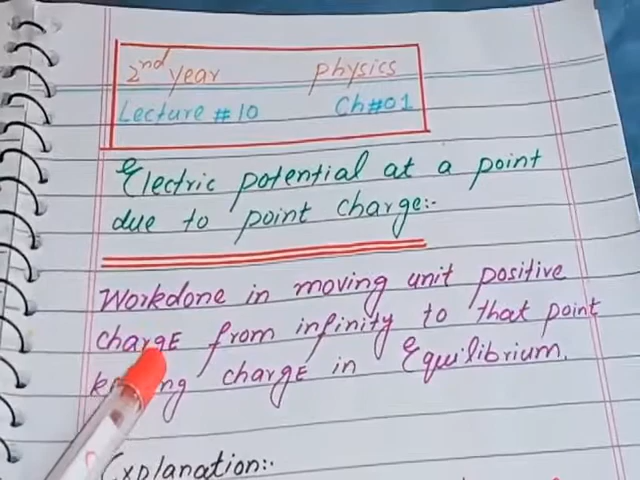 2nd year physics
Lecture #10 Ch#01
Electric potential at a point
due to point charge:-
Workdone in moving unit positive
chargE from infinity to that point
chargE in Equilibrium.
Explanation:-